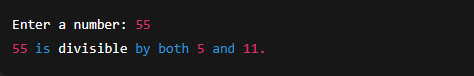 Enter a number: 55
55 is divisible by both 5 and 11.